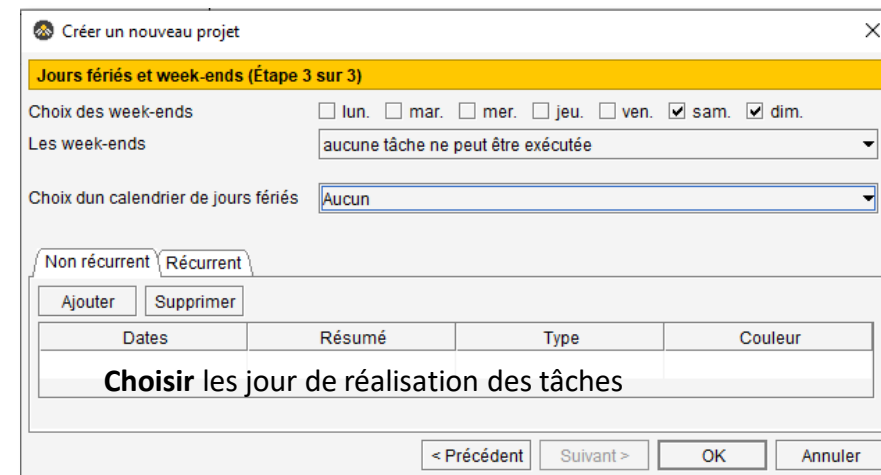 Créer un nouveau projet
Jours fériés et week-ends (Étape 3 sur 3)
Choix des week-ends lun. mar. mer. jeu. ven. sam. dim.
Les week-ends aucune tâche ne peut être exécutée
Choix dun calendrier de jours fériés Aucun
Non récurrent Récurrent
Ajouter Supprimer
Dates Résumé Type Couleur
Choisir les jour de réalisation des tâches
< Précédent Suivant > OK Annuler